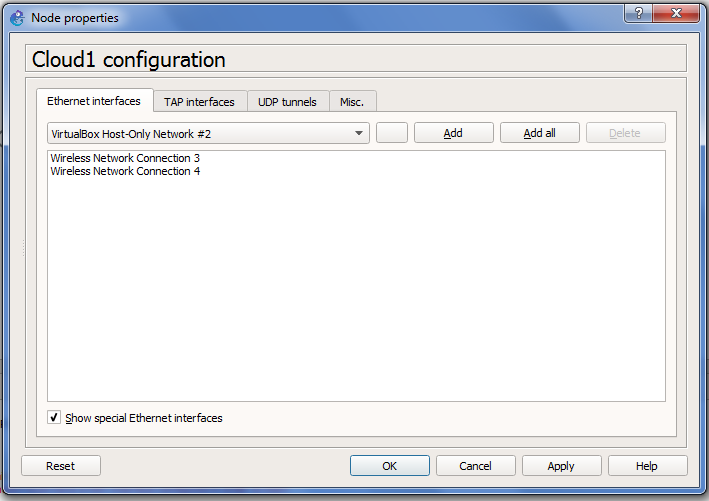 Node properties
?
Cloud1 configuration
Ethernet interfaces
TAP interfaces
UDP tunnels
Misc.
VirtualBox Host-Only Network #2
Add
Add all
Delete
Wireless Network Connection 3
Wireless Network Connection 4
Show special Ethernet interfaces
Reset
OK
Cancel
Apply
Help